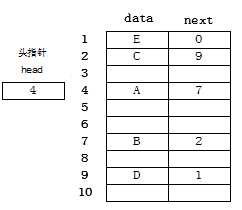 data next
1 E 0
2 C 9
3
头指针
head
4
4 A 7
5
6
7 B 2
8
9 D 1
10